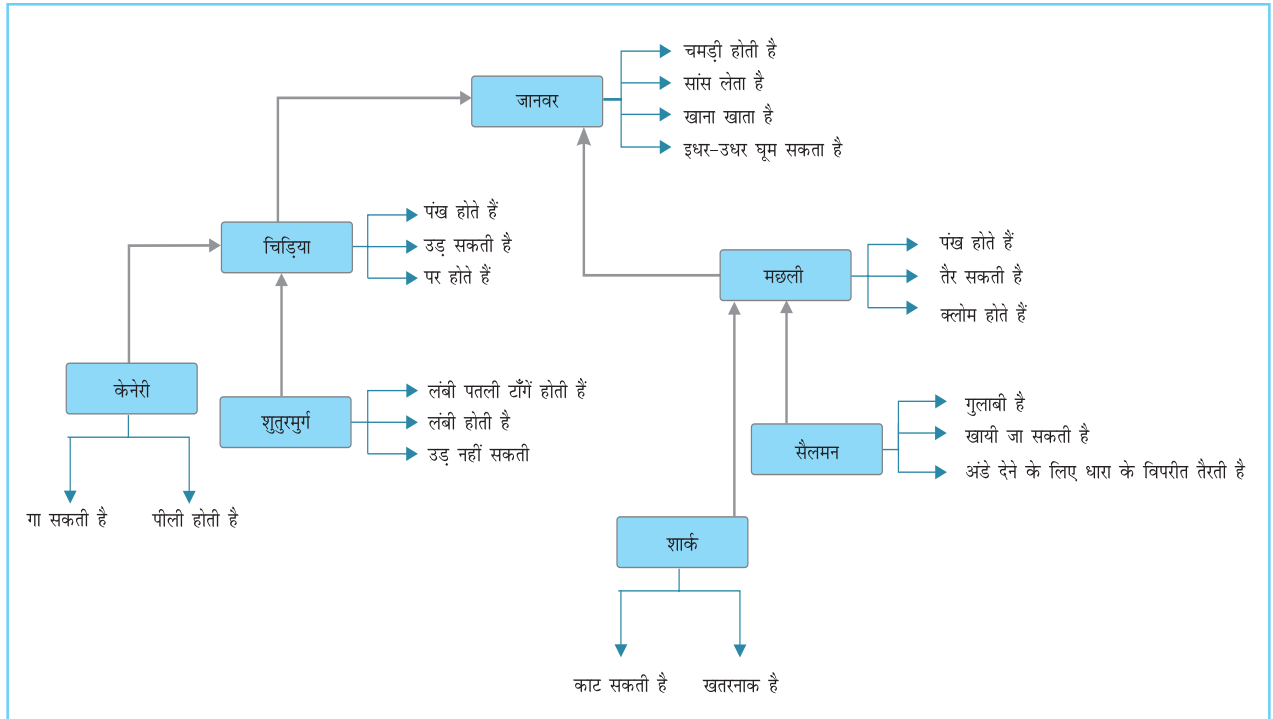 जानवर
चमड़ी होती है
सांस लेता है
खाना खाता है
इधर-उधर घूम सकता है
चिड़िया
पंख होते हैं
उड़ सकती है
पर होते हैं
मछली
पंख होते हैं
तैर सकती है
क्लोम होते हैं
केनेरी
गा सकती है
पीली होती है
शुतुरमुर्ग
लंबी पतली टाँगें होती हैं
लंबी होती है
उड़ नहीं सकती
सैलमन
गुलाबी है
खायी जा सकती है
अंडे देने के लिए धारा के विपरीत तैरती है
शार्क
काट सकती है
खतरनाक है